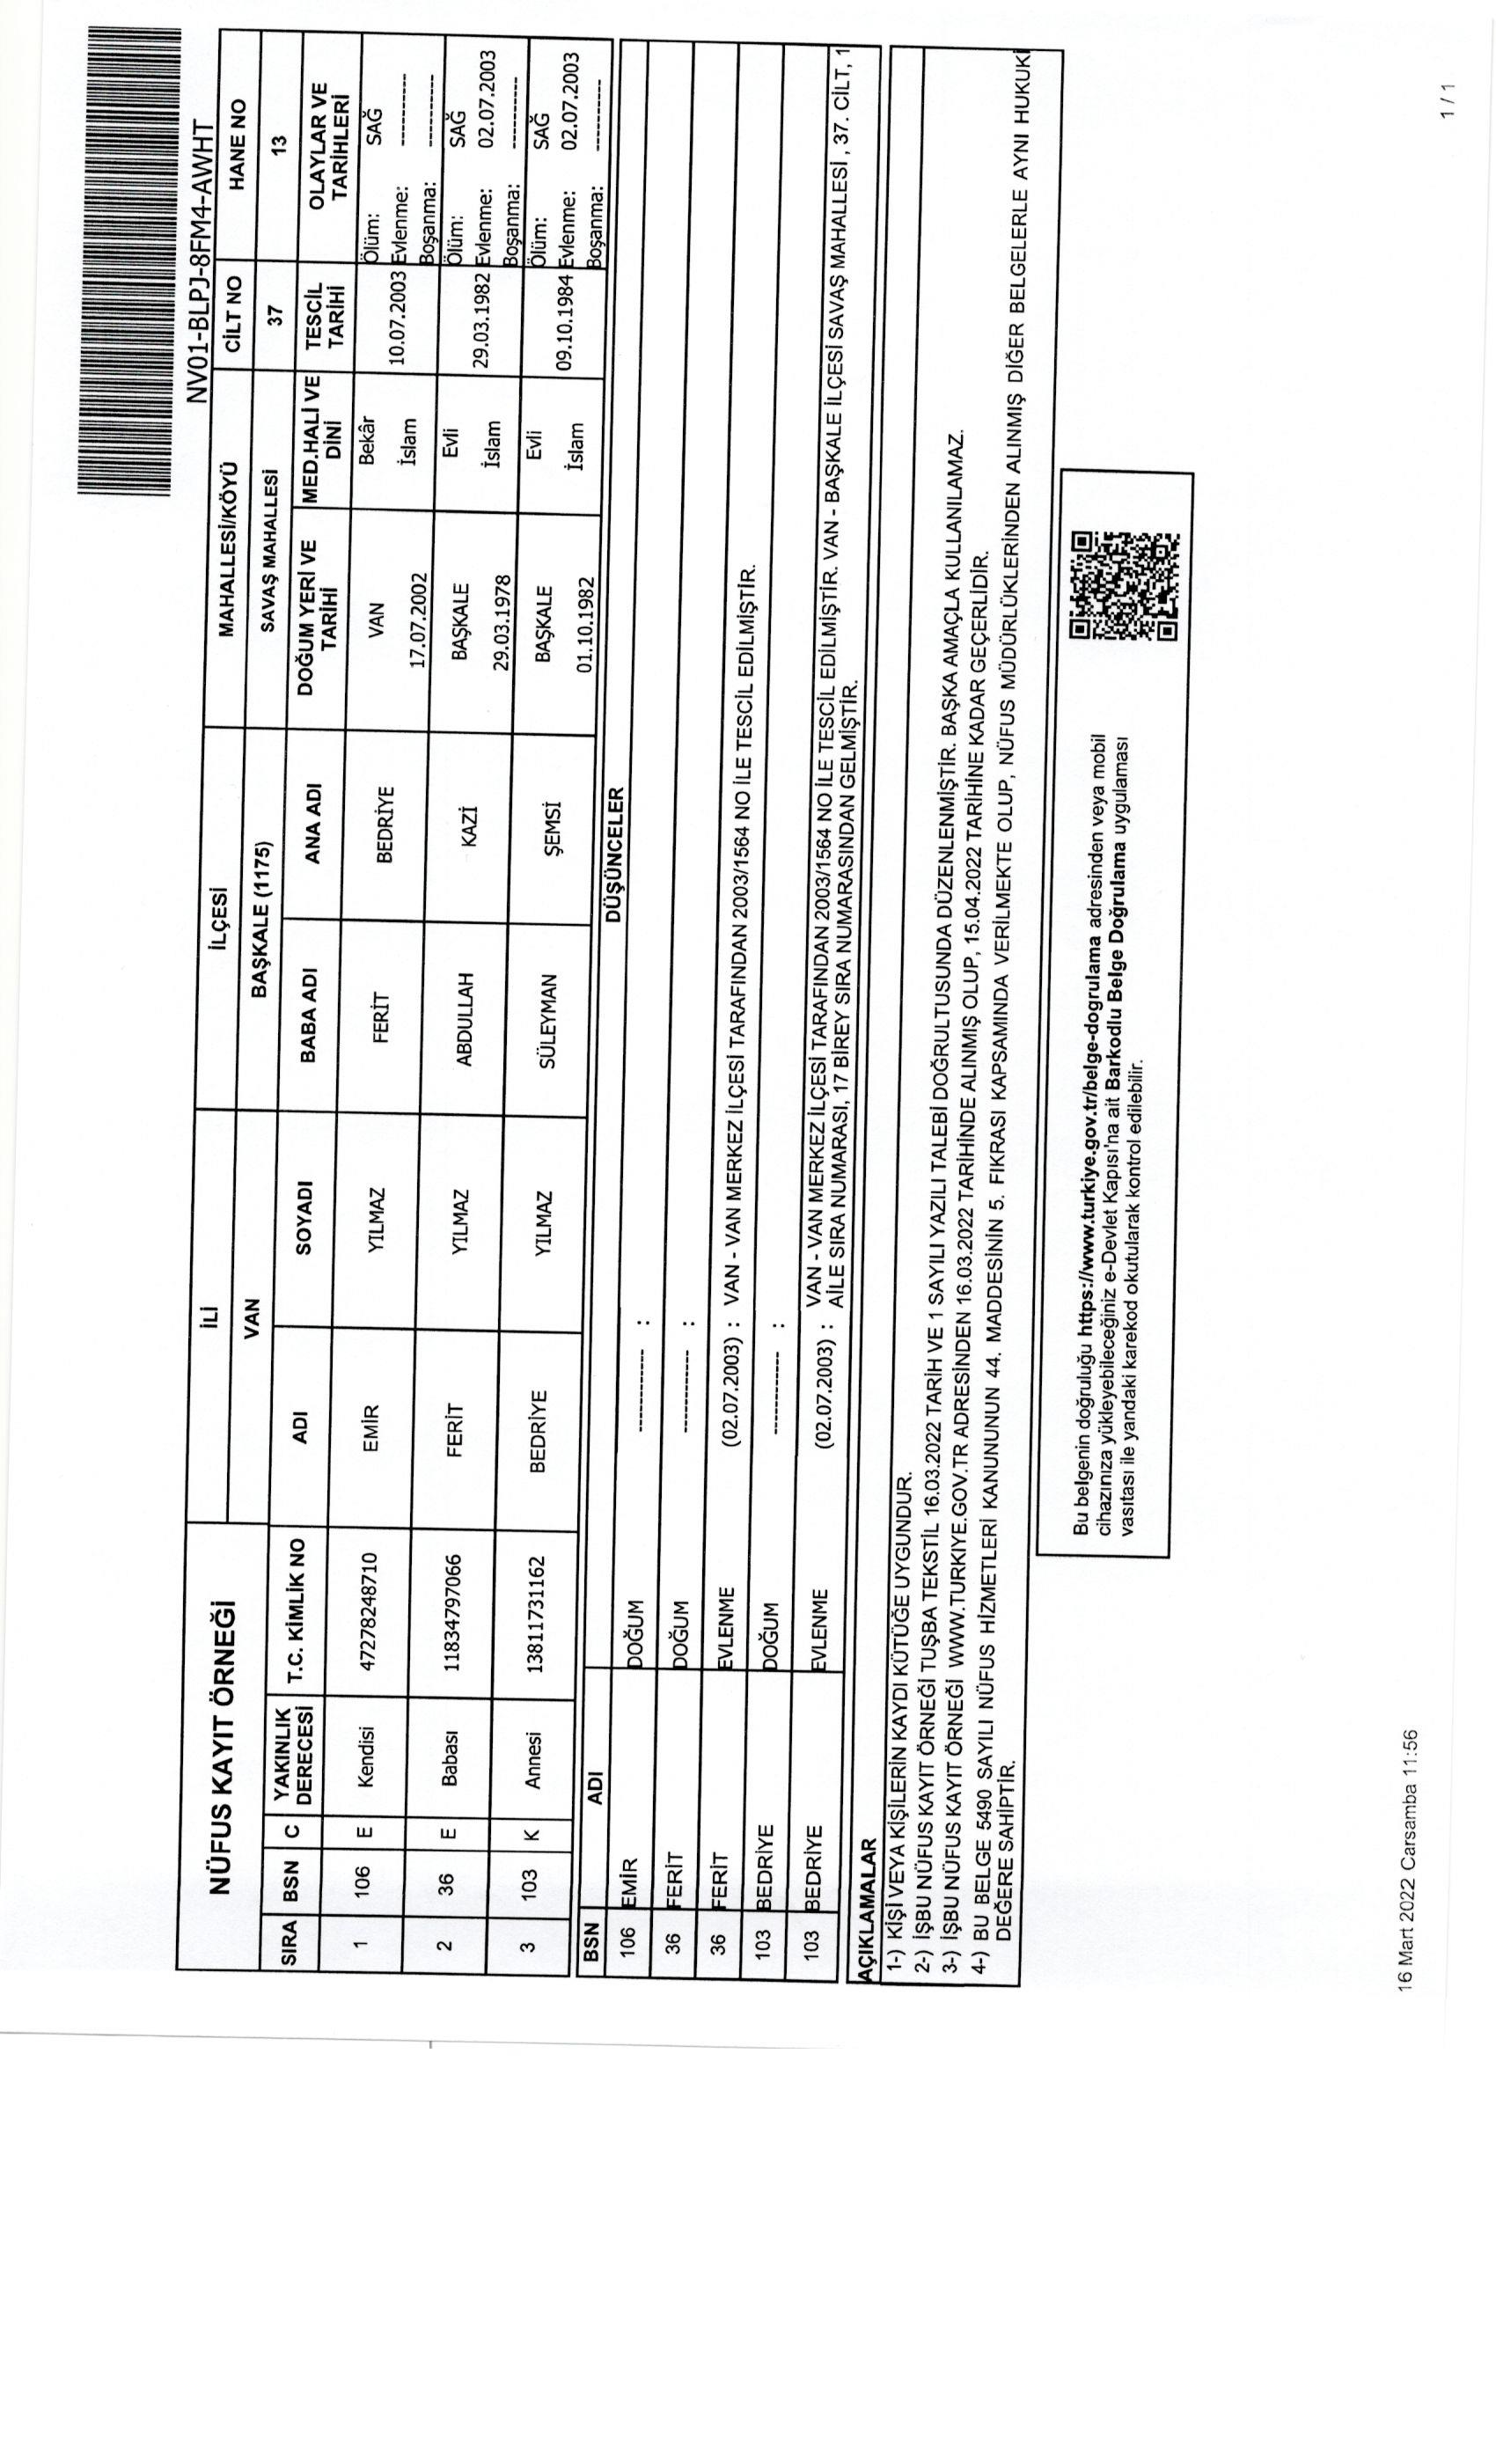 NV01-BLPJ-8FM4-AWHT
NÜFUS KAYIT ÖRNEĞİ
İLİ İLÇESİ MAHALLESİ/KÖYÜ CİLT NO HANE NO
VAN BAŞKALE (1175) SAVAŞ MAHALLESİ 37 13
SIRA BSN C YAKINLIK DERECESİ T.C. KİMLİK NO ADI SOYADI BABA ADI ANA ADI DOĞUM YERİ VE TARİHİ MED.HALİ VE DİNİ TESCİL TARİHİ OLAYLAR VE TARİHLERİ
1 106 E Kendisi 47278248710 EMİR YILMAZ FERİT BEDRİYE VAN 17.07.2002 Bekâr İslam 10.07.2003 Ölüm: SAĞ
Evlenme: ----------
Boşanma: ----------
2 36 E Babası 11834797066 FERİT YILMAZ ABDULLAH KAZİ BAŞKALE 29.03.1978 Evli İslam 29.03.1982 Ölüm: SAĞ
Evlenme: 02.07.2003
Boşanma: ----------
3 103 K Annesi 13811731162 BEDRİYE YILMAZ SÜLEYMAN ŞEMSİ BAŞKALE 01.10.1982 Evli İslam 09.10.1984 Ölüm: SAĞ
Evlenme: 02.07.2003
Boşanma: ----------
BSN ADI DÜŞÜNCELER
106 EMİR DOĞUM ----------- :
36 FERİT DOĞUM ----------- :
36 FERİT EVLENME (02.07.2003) : VAN - VAN MERKEZ İLÇESİ TARAFINDAN 2003/1564 NO İLE TESCİL EDİLMİŞTİR.
103 BEDRİYE DOĞUM ----------- :
103 BEDRİYE EVLENME (02.07.2003) : VAN - VAN MERKEZ İLÇESİ TARAFINDAN 2003/1564 NO İLE TESCİL EDİLMİŞTİR. VAN - BAŞKALE İLÇESİ SAVAŞ MAHALLESİ , 37. CİLT, 1
AİLE SIRA NUMARASI, 17 BİREY SIRA NUMARASINDAN GELMİŞTİR.
AÇIKLAMALAR
1-) KİŞİ VEYA KİŞİLERİN KAYDI KÜTÜĞE UYGUNDUR.
2-) İŞBU NÜFUS KAYIT ÖRNEĞİ TUŞBA TEKSTİL 16.03.2022 TARİH VE 1 SAYILI YAZILI TALEBİ DOĞRULTUSUNDA DÜZENLENMİŞTİR. BAŞKA AMAÇLA KULLANILAMAZ.
3-) İŞBU NÜFUS KAYIT ÖRNEĞİ WWW.TURKIYE.GOV.TR ADRESİNDEN 16.03.2022 TARİHİNDE ALINMIŞ OLUP, 15.04.2022 TARİHİNE KADAR GEÇERLİDİR.
4-) BU BELGE 5490 SAYILI NÜFUS HİZMETLERİ KANUNUNUN 44. MADDESİNİN 5. FIKRASI KAPSAMINDA VERİLMEKTE OLUP, NÜFUS MÜDÜRLÜKLERİNDEN ALINMIŞ DİĞER BELGELERLE AYNI HUKUKİ
DEĞERE SAHİPTİR.
Bu belgenin doğruluğu https://www.turkiye.gov.tr/belge-dogrulama adresinden veya mobil
cihazınıza yükleyebileceğiniz e-Devlet Kapısı'na ait Barkodlu Belge Doğrulama uygulaması
vasıtası ile yandaki karekod okutularak kontrol edilebilir.
16 Mart 2022 Carsamba 11:56
1 / 1